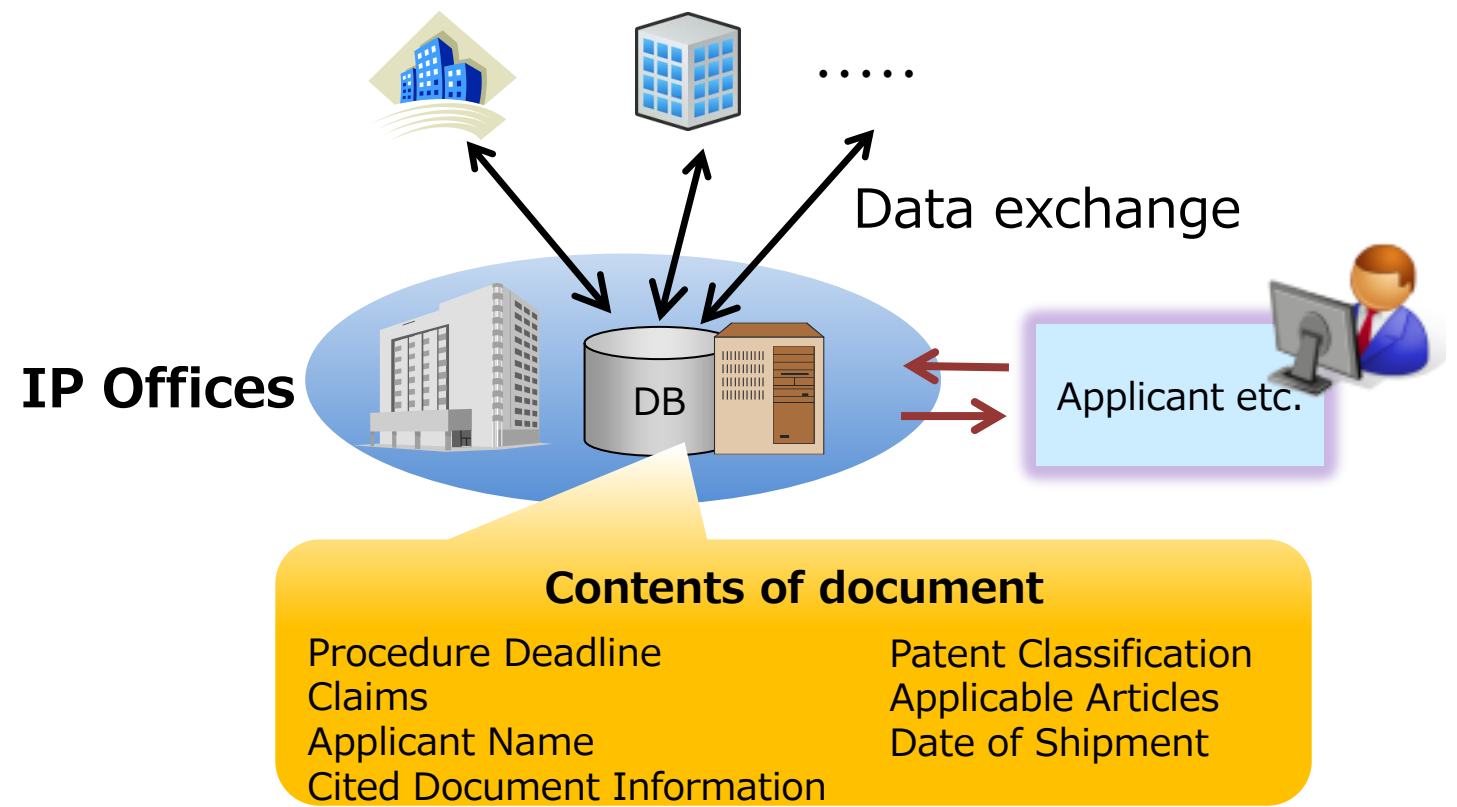 .....
Data exchange
IP Offices
DB
Applicant etc.
Contents of document
Procedure Deadline
Claims
Applicant Name
Cited Document Information
Patent Classification
Applicable Articles
Date of Shipment